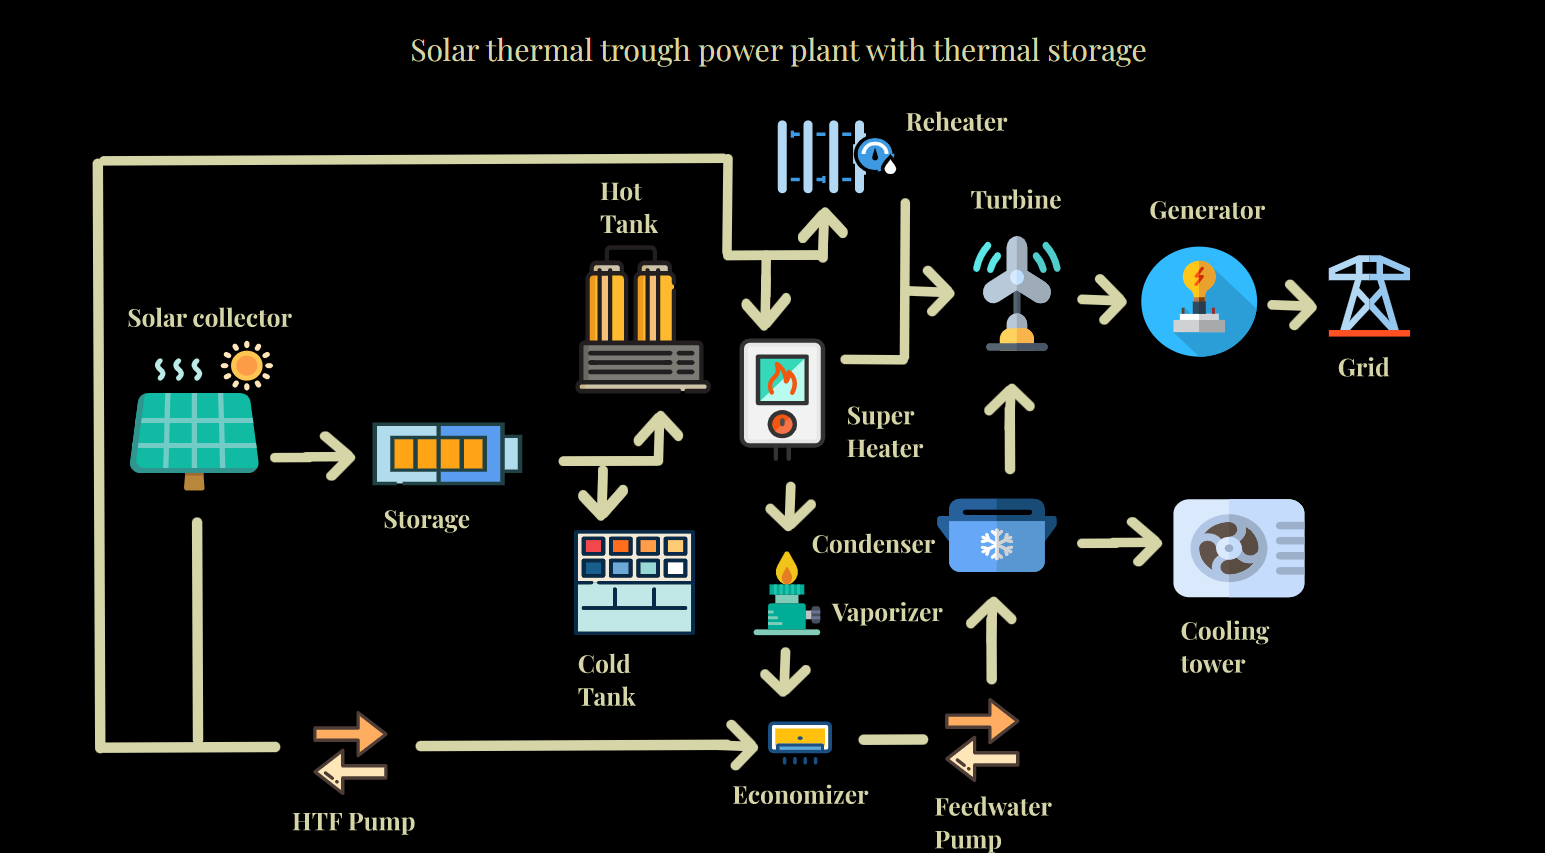 Solar thermal trough power plant with thermal storage
Reheater
Hot
Tank
Turbine
Generator
Solar collector
Grid
Super
Heater
Storage
Condenser
Vaporizer
Cooling
tower
Cold
Tank
Economizer
HTF Pump
Feedwater
Pump